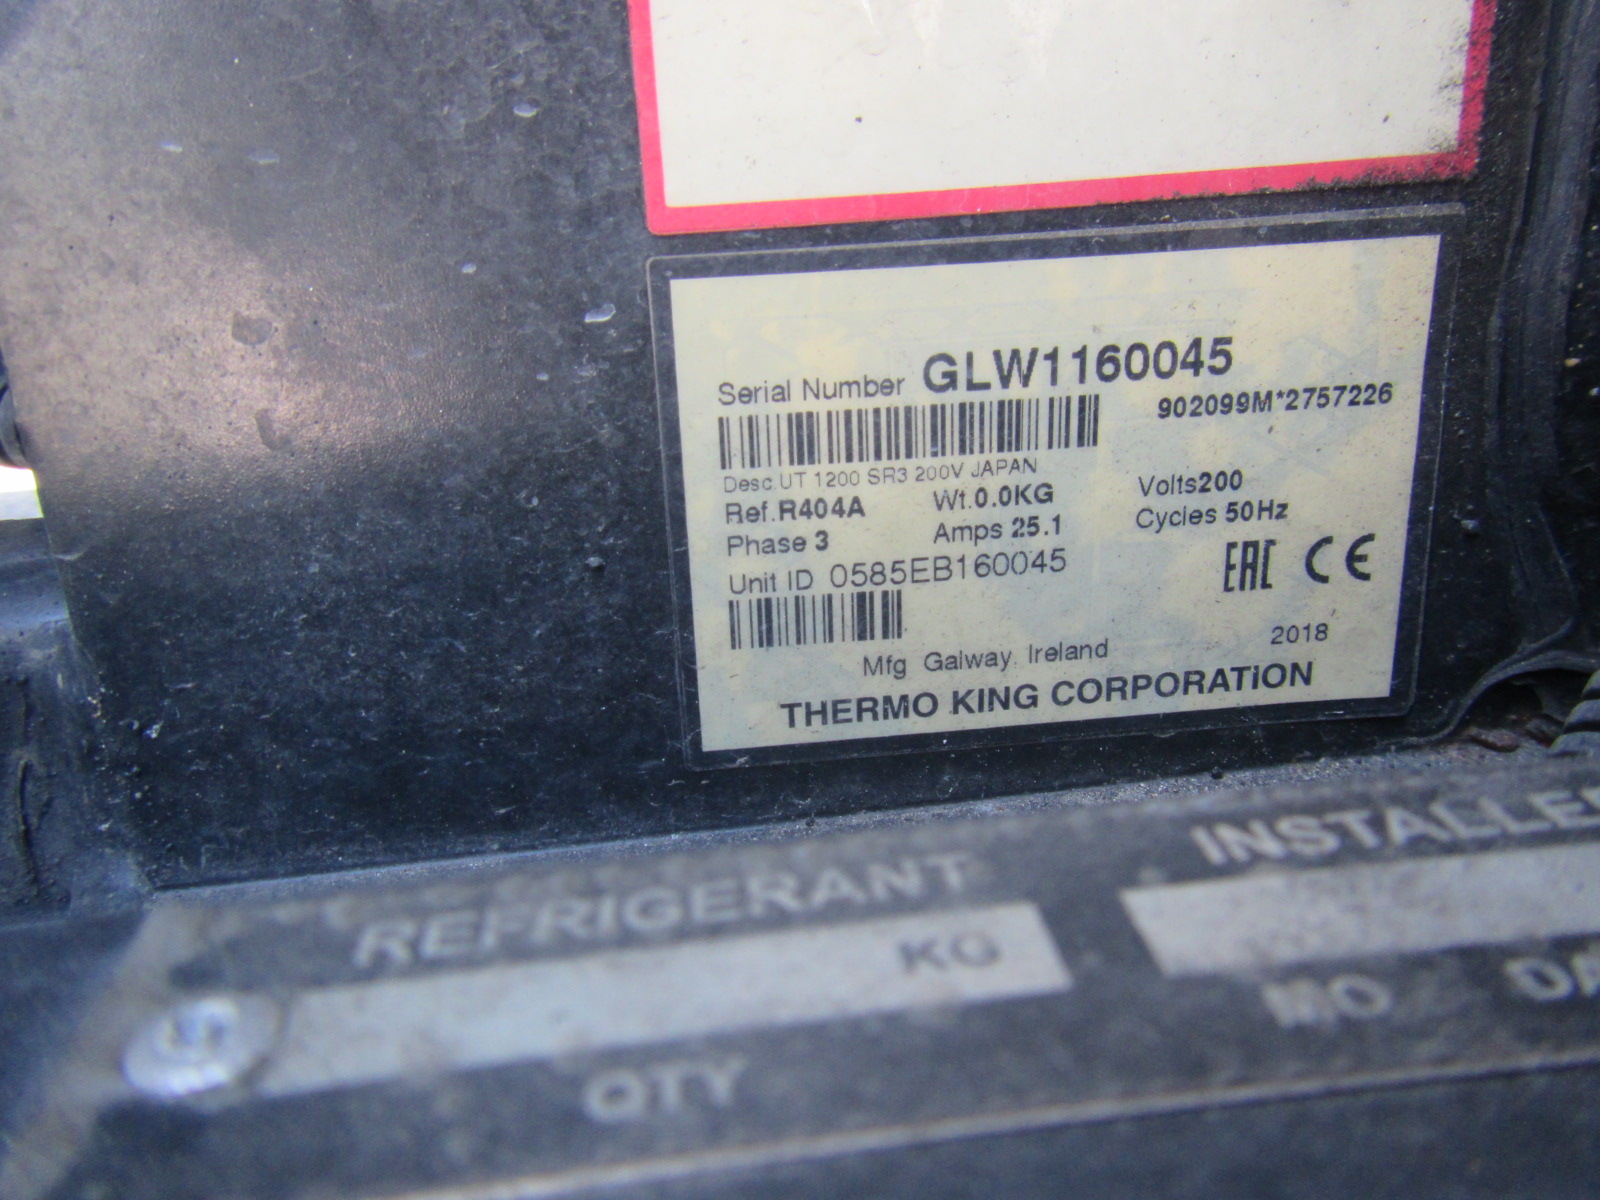 Serial Number GLW1160045
902099M*2757226
Desc.UT 1200 SR3 200V JAPAN
Ref.R404A Wt.0.0KG Volts200
Phase 3 Amps 25.1 Cycles 50Hz
Unit ID 0585EB160045
EAC CE
Mfg Galway. Ireland 2018
THERMO KING CORPORATION
REFRIGERANT INSTALLE
KG
QTY MO DA